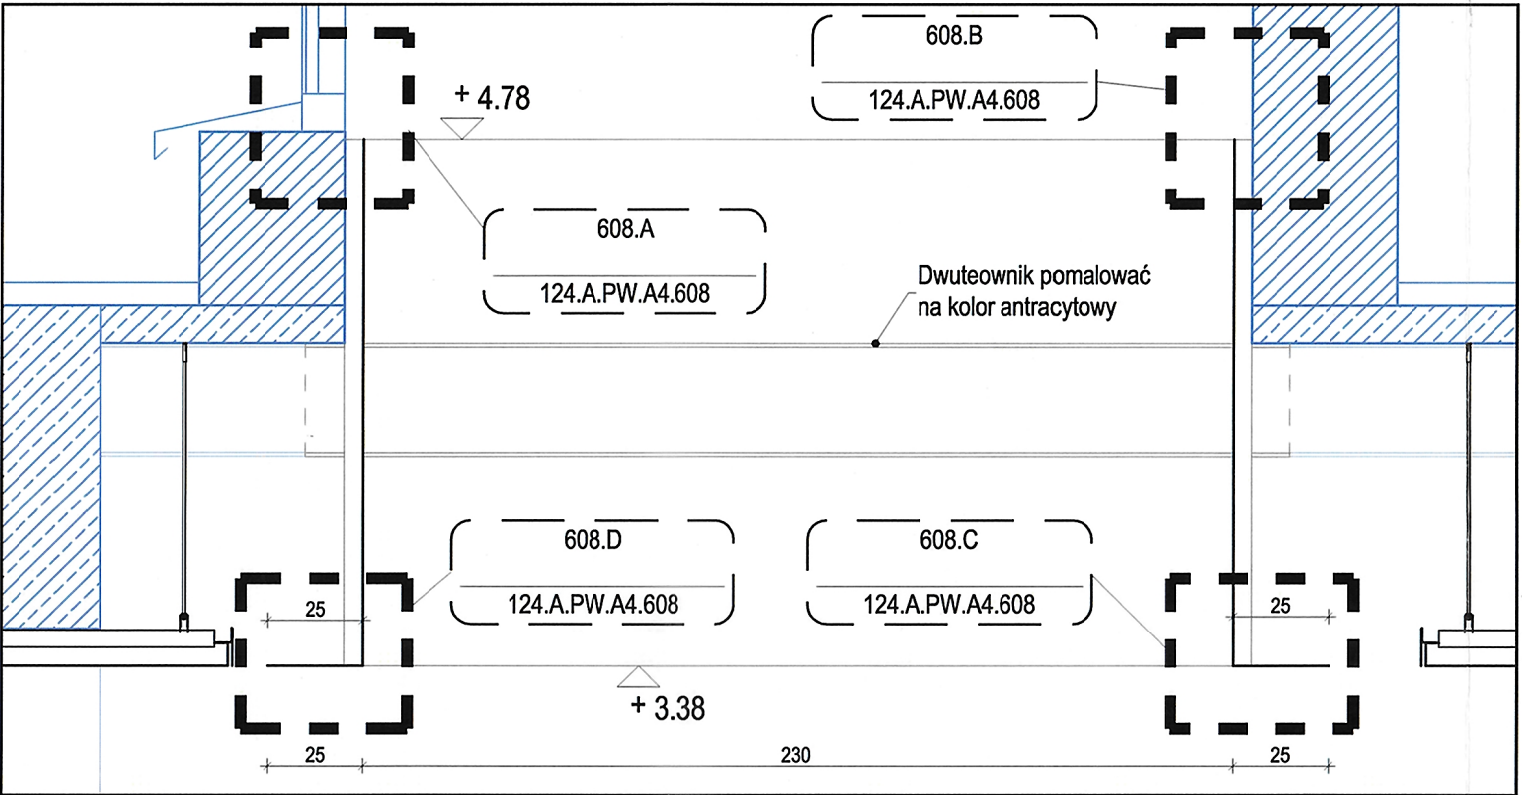 608.B
124.A.PW.A4.608
+ 4.78
608.A
124.A.PW.A4.608
Dwuteownik pomalować
na kolor antracytowy
608.D
124.A.PW.A4.608
608.C
124.A.PW.A4.608
25
25
+ 3.38
25
230
25